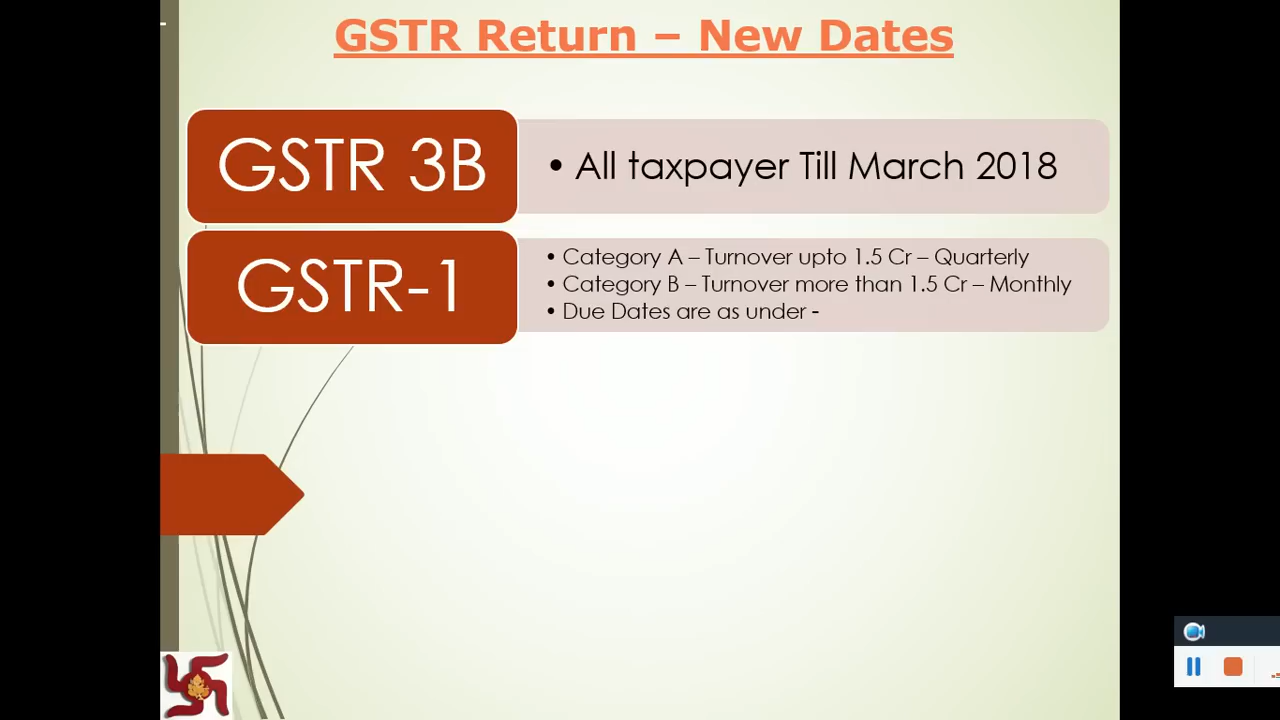 GSTR Return – New Dates
GSTR 3B
• All taxpayer Till March 2018
GSTR-1
• Category A – Turnover upto 1.5 Cr – Quarterly
• Category B – Turnover more than 1.5 Cr – Monthly
• Due Dates are as under -